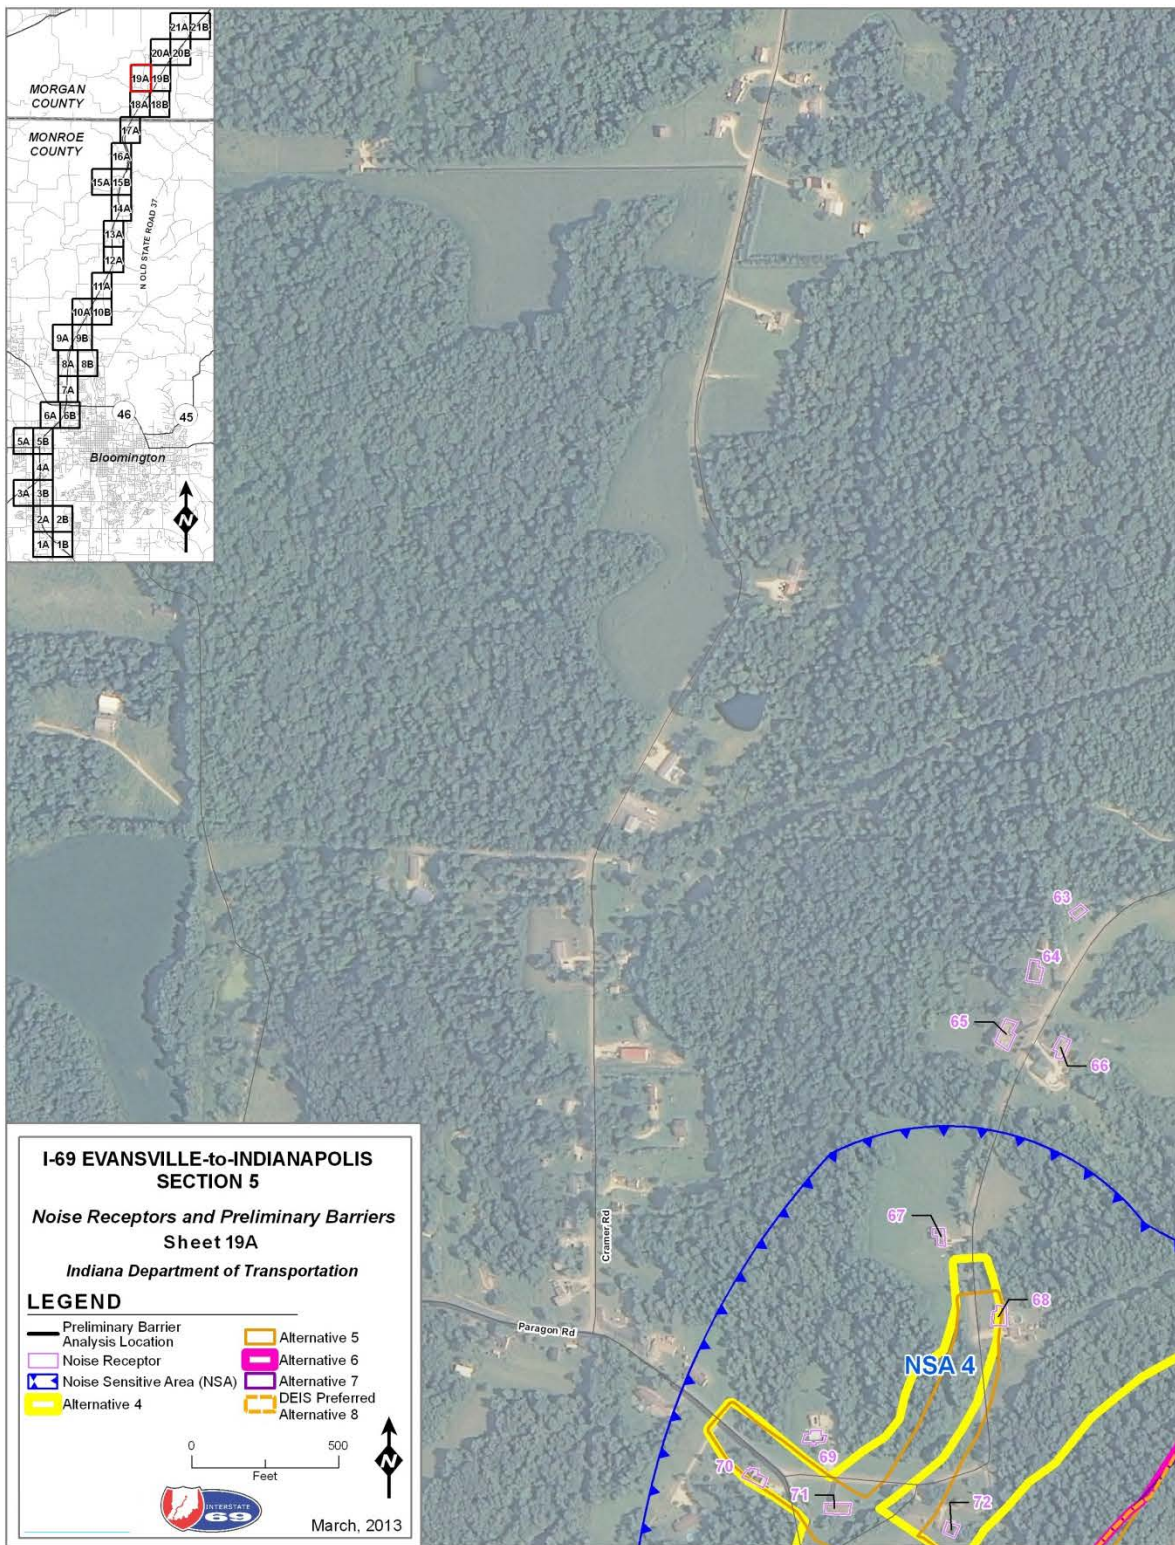 21A 21B
20A 20B
19A 19B
MORGAN
COUNTY
18A 18B
MONROE
COUNTY
17A
16A
15A 15B
14A
N OLD STATE ROAD 37
13A
12A
11A
10A 10B
9A 9B
8A 8B
7A
6A 6B
46
45
5A 5B
Bloomington
4A
3A 3B
2A 2B
1A 1B
N
63
64
65
66
67
68
NSA 4
Cramer Rd
Paragon Rd
69
70
71
72
I-69 EVANSVILLE-to-INDIANAPOLIS
SECTION 5
Noise Receptors and Preliminary Barriers
Sheet 19A
Indiana Department of Transportation
LEGEND
Preliminary Barrier
Analysis Location
Noise Receptor
Noise Sensitive Area (NSA)
Alternative 4
Alternative 5
Alternative 6
Alternative 7
DEIS Preferred
Alternative 8
0 500
Feet
N
INTERSTATE
69
March, 2013